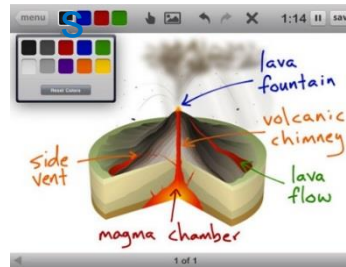 menu
S
1:14
sav
Reset Colors
lava
fountain
volcanic
chimney
side
vent
lava
flow
magma chamber
1 of 1